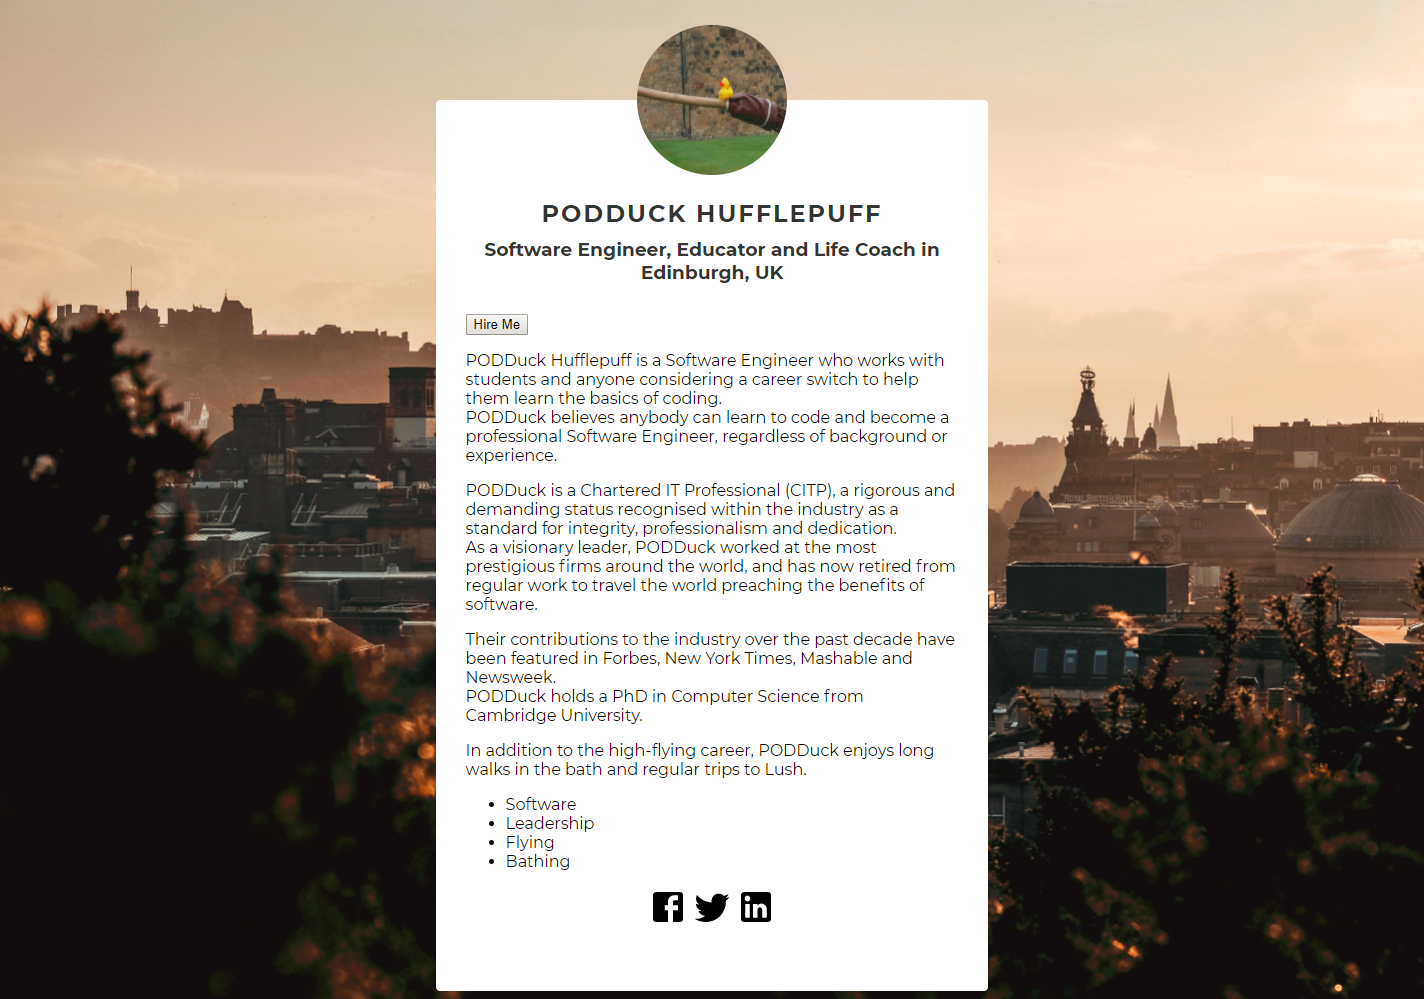 PODDUCK HUFFLEPUFF
Software Engineer, Educator and Life Coach in
Edinburgh, UK
Hire Me
PODDuck Hufflepuff is a Software Engineer who works with
students and anyone considering a career switch to help
them learn the basics of coding.
PODDuck believes anybody can learn to code and become a
professional Software Engineer, regardless of background or
experience.
PODDuck is a Chartered IT Professional (CITP), a rigorous and
demanding status recognised within the industry as a
standard for integrity, professionalism and dedication.
As a visionary leader, PODDuck worked at the most
prestigious firms around the world, and has now retired from
regular work to travel the world preaching the benefits of
software.
Their contributions to the industry over the past decade have
been featured in Forbes, New York Times, Mashable and
Newsweek.
PODDuck holds a PhD in Computer Science from
Cambridge University.
In addition to the high-flying career, PODDuck enjoys long
walks in the bath and regular trips to Lush.
Software
Leadership
Flying
Bathing
in
ROYAL BRITISH HOTEL